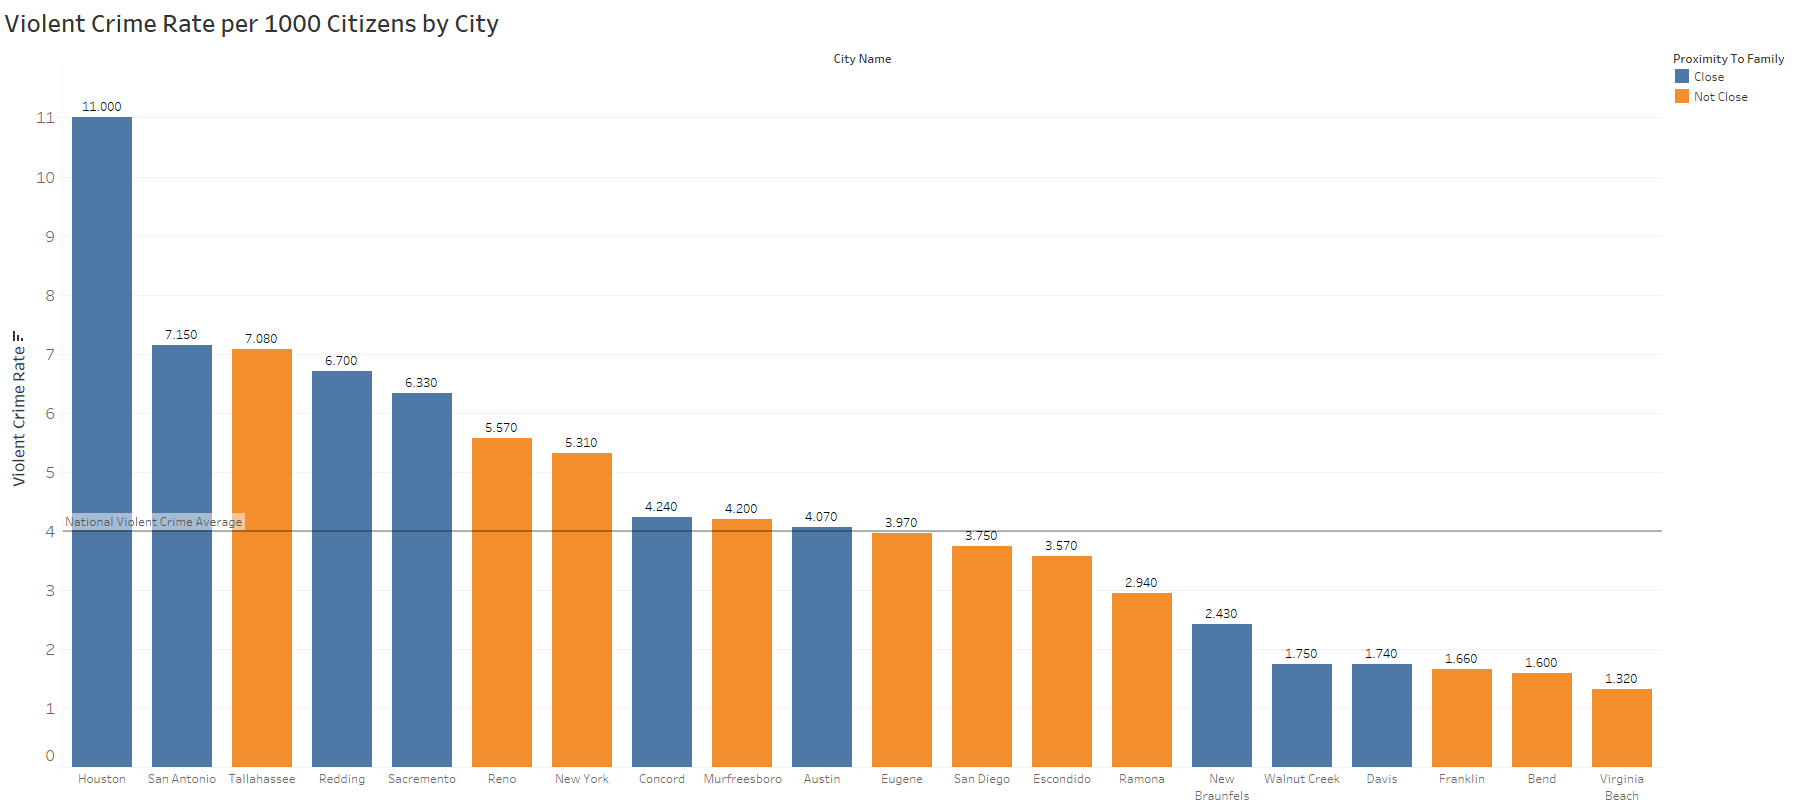 Violent Crime Rate per 1000 Citizens by City
City Name
Proximity To Family
Close
Not Close
Violent Crime Rate
11
10
9
8
7
6
5
4
3
2
1
0
National Violent Crime Average
11.000
7.150
7.080
6.700
6.330
5.570
5.310
4.240
4.200
4.070
3.970
3.750
3.570
2.940
2.430
1.750
1.740
1.660
1.600
1.320
Houston
San Antonio
Tallahassee
Redding
Sacremento
Reno
New York
Concord
Murfreesboro
Austin
Eugene
San Diego
Escondido
Ramona
New
Braunfels
Walnut Creek
Davis
Franklin
Bend
Virginia
Beach